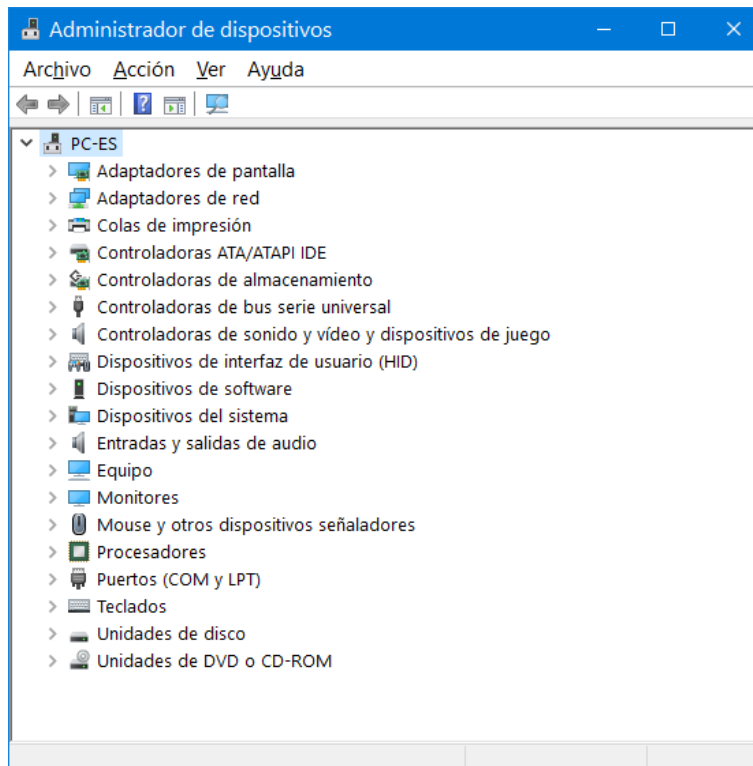 Administrador de dispositivos
Archivo Acción Ver Ayuda
PC-ES
Adaptadores de pantalla
Adaptadores de red
Colas de impresión
Controladoras ATA/ATAPI IDE
Controladoras de almacenamiento
Controladoras de bus serie universal
Controladoras de sonido y vídeo y dispositivos de juego
Dispositivos de interfaz de usuario (HID)
Dispositivos de software
Dispositivos del sistema
Entradas y salidas de audio
Equipo
Monitores
Mouse y otros dispositivos señaladores
Procesadores
Puertos (COM y LPT)
Teclados
Unidades de disco
Unidades de DVD o CD-ROM